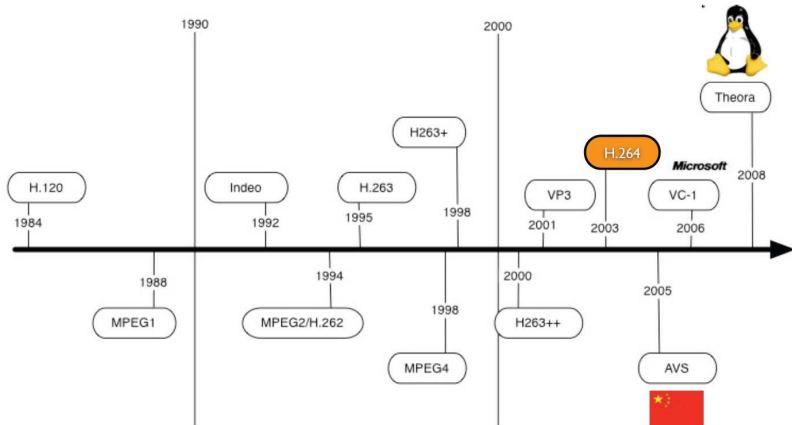 1990
2000
Theora
H263+
H.264
Microsoft
H.120
Indeo
H.263
VP3
VC-1
2008
1984
1992
1995
1998
2001
2003
2006
1988
1994
2000
2005
1998
MPEG1
MPEG2/H.262
H263++
MPEG4
AVS